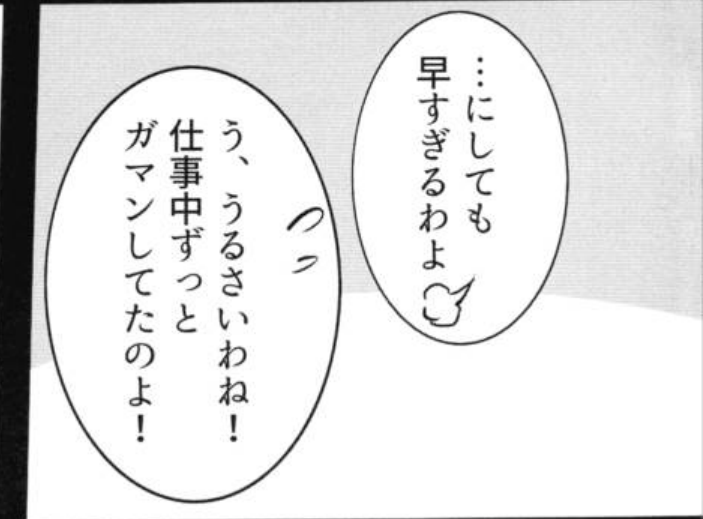 …にしても
早すぎるわよ
う、うるさいわね！
仕事中ずっと
ガマンしてたのよ！